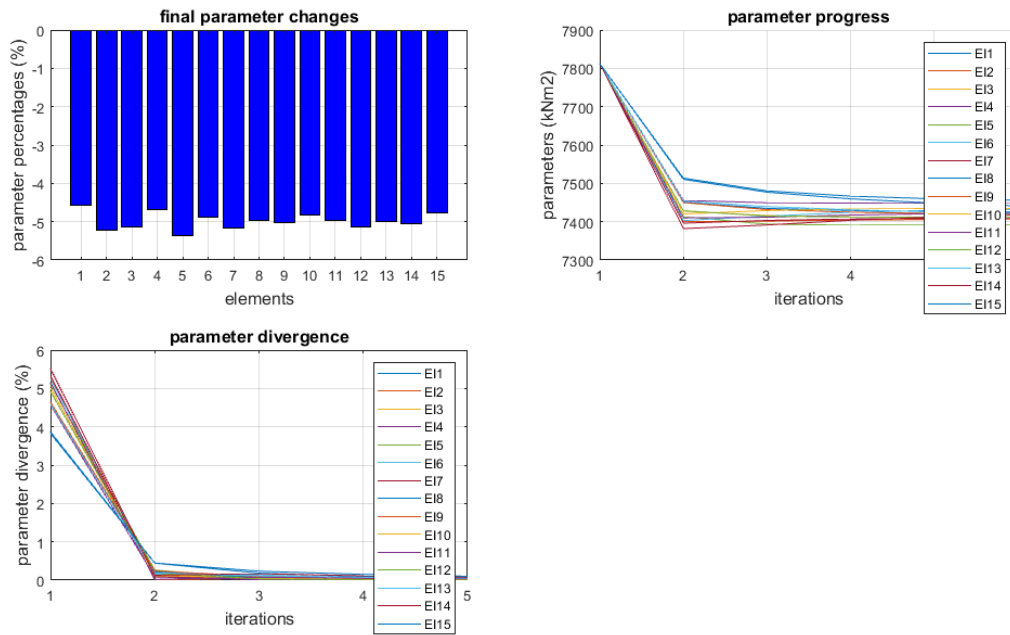 final parameter changes
parameter percentages (%)
0
-1
-2
-3
-4
-5
-6
1 2 3 4 5 6 7 8 9 10 11 12 13 14 15
elements
parameter progress
parameters (kNm2)
7900
7800
7700
7600
7500
7400
7300
1 2 3 4
iterations
EI1
EI2
EI3
EI4
EI5
EI6
EI7
EI8
EI9
EI10
EI11
EI12
EI13
EI14
EI15
parameter divergence
parameter divergence (%)
6
5
4
3
2
1
0
1 2 3 4 5
iterations
EI1
EI2
EI3
EI4
EI5
EI6
EI7
EI8
EI9
EI10
EI11
EI12
EI13
EI14
EI15